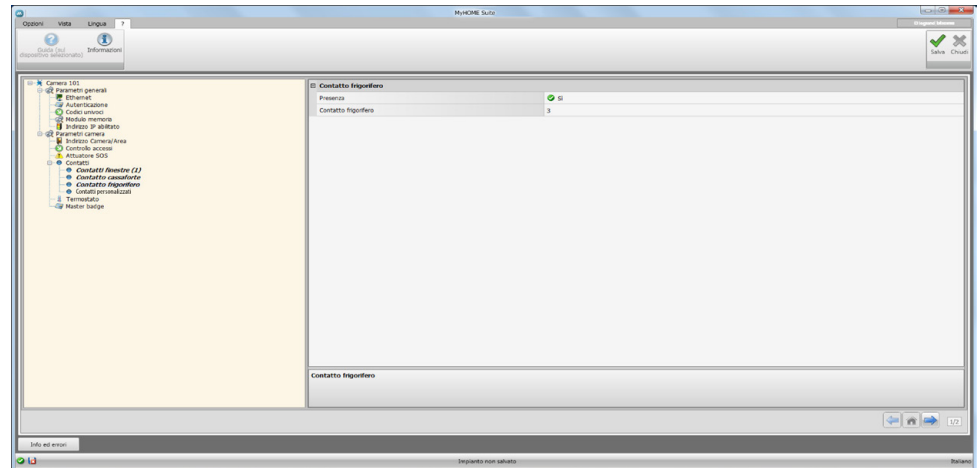 MyHOME Suite
Opzioni Vista Lingua ?
Guida (sul dispositivo selezionato)
Informazioni
Salva Chiudi
Camera 101
Parametri generali
Ethernet
Autenticazione
Codici univoci
Modulo memoria
Indirizzo IP abilitato
Parametri camera
Indirizzo Camera/Area
Controllo accessi
Attuatore SOS
Contatti
Contatti finestre (1)
Contatto cassaforte
Contatto frigorifero
Contatti personalizzati
Termostato
Master badge
Contatto frigorifero
Presenza Si
Contatto frigorifero 3
Contatto frigorifero
1/2
Info ed errori
Impianto non salvato
Italiano